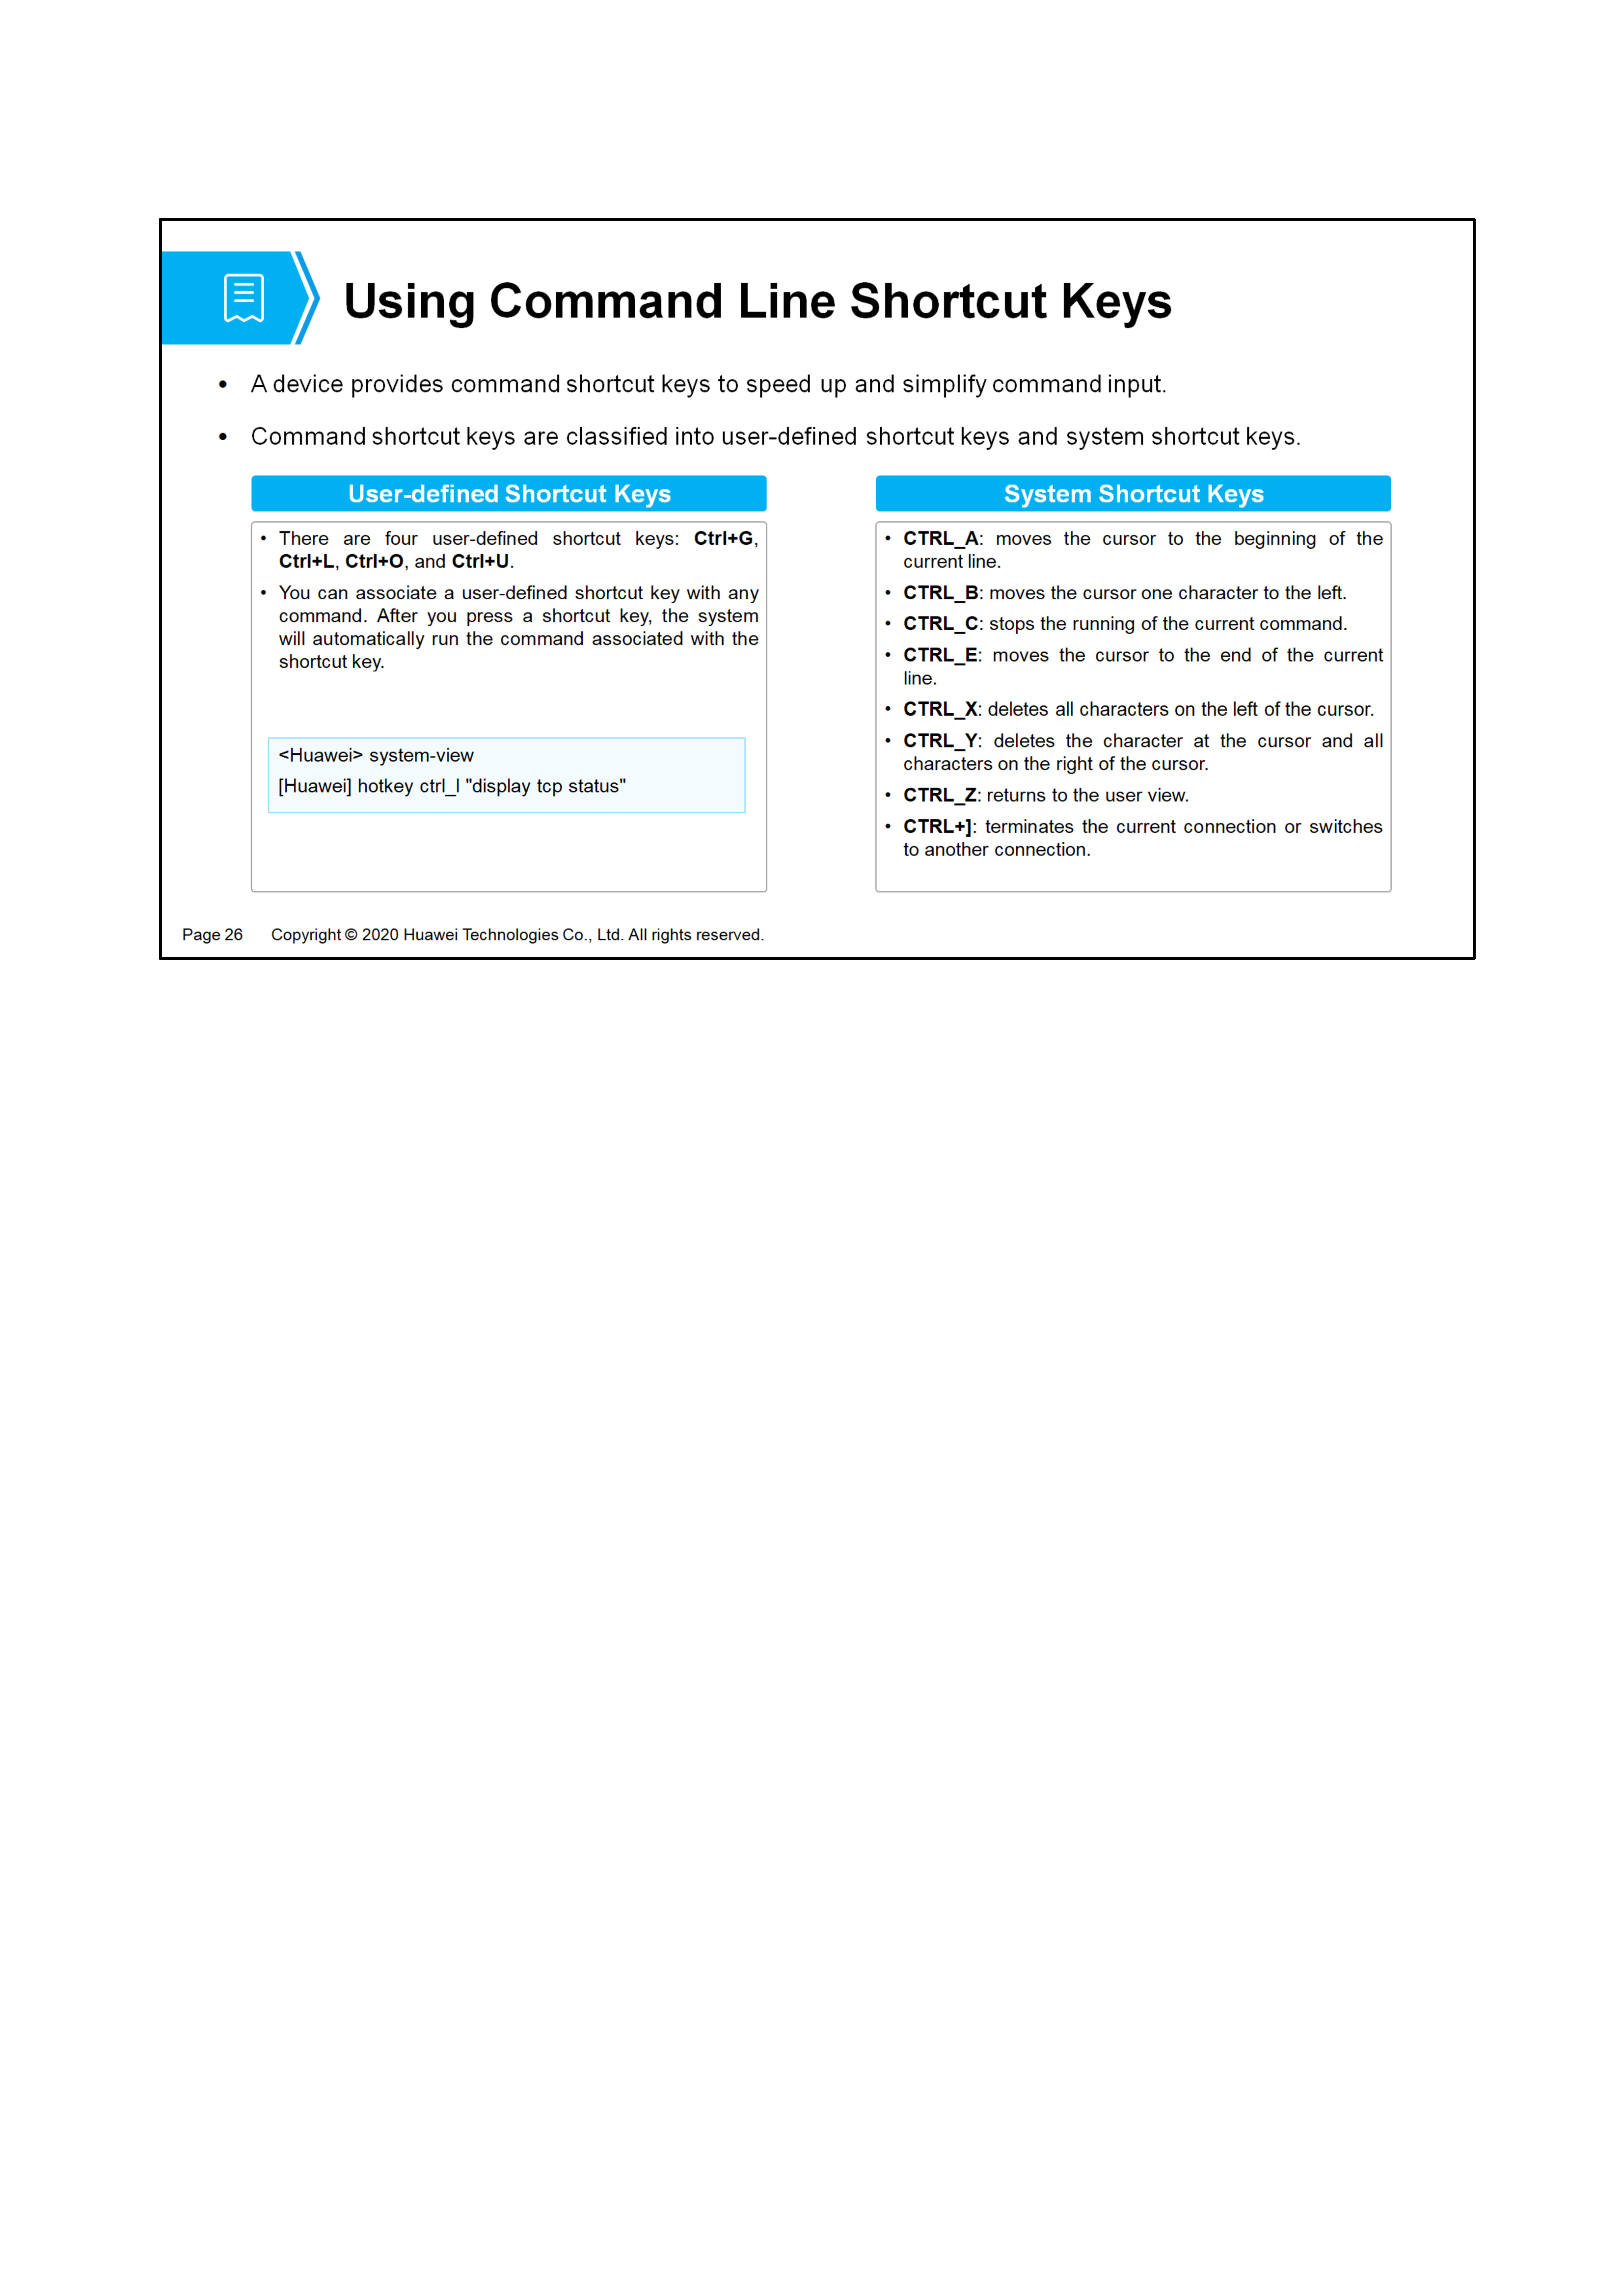 Using Command Line Shortcut Keys
• A device provides command shortcut keys to speed up and simplify command input.
• Command shortcut keys are classified into user-defined shortcut keys and system shortcut keys.
User-defined Shortcut Keys
• There are four user-defined shortcut keys: Ctrl+G,
Ctrl+L, Ctrl+O, and Ctrl+U.
• You can associate a user-defined shortcut key with any
command. After you press a shortcut key, the system
will automatically run the command associated with the
shortcut key.
<Huawei> system-view
[Huawei] hotkey ctrl_l "display tcp status"
System Shortcut Keys
• CTRL_A: moves the cursor to the beginning of the
current line.
• CTRL_B: moves the cursor one character to the left.
• CTRL_C: stops the running of the current command.
• CTRL_E: moves the cursor to the end of the current
line.
• CTRL_X: deletes all characters on the left of the cursor.
• CTRL_Y: deletes the character at the cursor and all
characters on the right of the cursor.
• CTRL_Z: returns to the user view.
• CTRL+]: terminates the current connection or switches
to another connection.
Page 26 Copyright © 2020 Huawei Technologies Co., Ltd. All rights reserved.